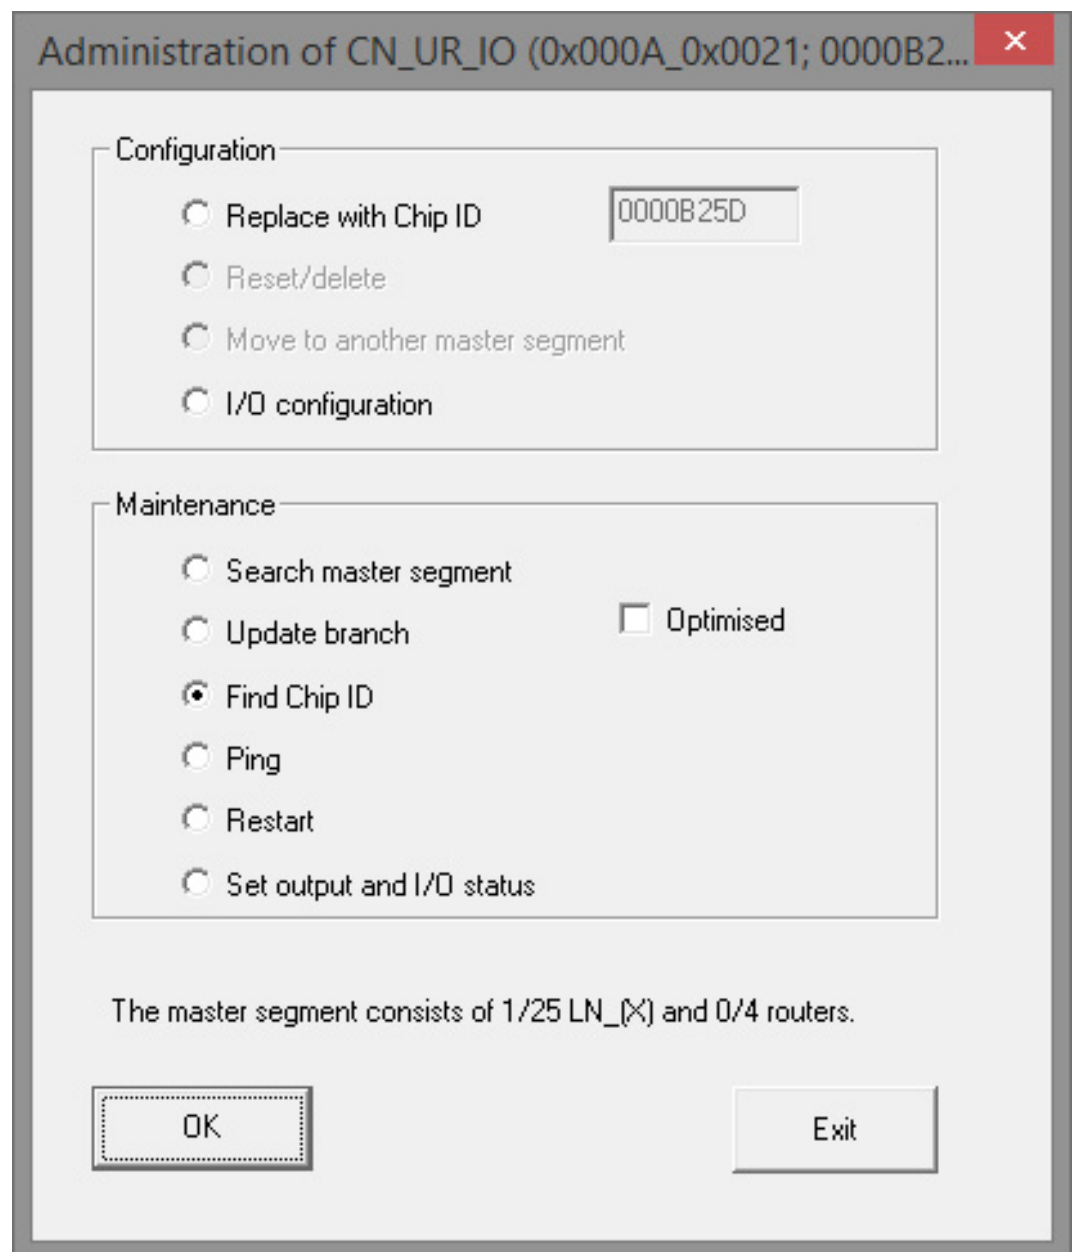 Administration of CN_UR_IO (0x000A_0x0021; 0000B2...
Configuration
Replace with Chip ID 0000B25D
Reset/delete
Move to another master segment
I/O configuration
Maintenance
Search master segment
Update branch
Optimised
Find Chip ID
Ping
Restart
Set output and I/O status
The master segment consists of 1/25 LN_(X) and 0/4 routers.
OK
Exit